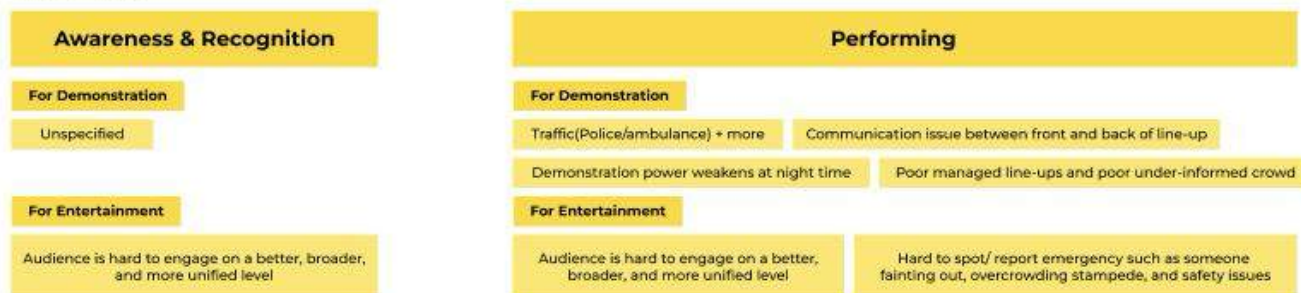 Awareness & Recognition
For Demonstration
Unspecified
For Entertainment
Audience is hard to engage on a better, broader,
and more unified level
Performing
For Demonstration
Traffic(Police/ambulance) + more
Communication issue between front and back of line-up
Demonstration power weakens at night time
Poor managed line-ups and poor under-informed crowd
For Entertainment
Audience is hard to engage on a better,
broader, and more unified level
Hard to spot/ report emergency such as someone
fainting out, overcrowding stampede, and safety issues